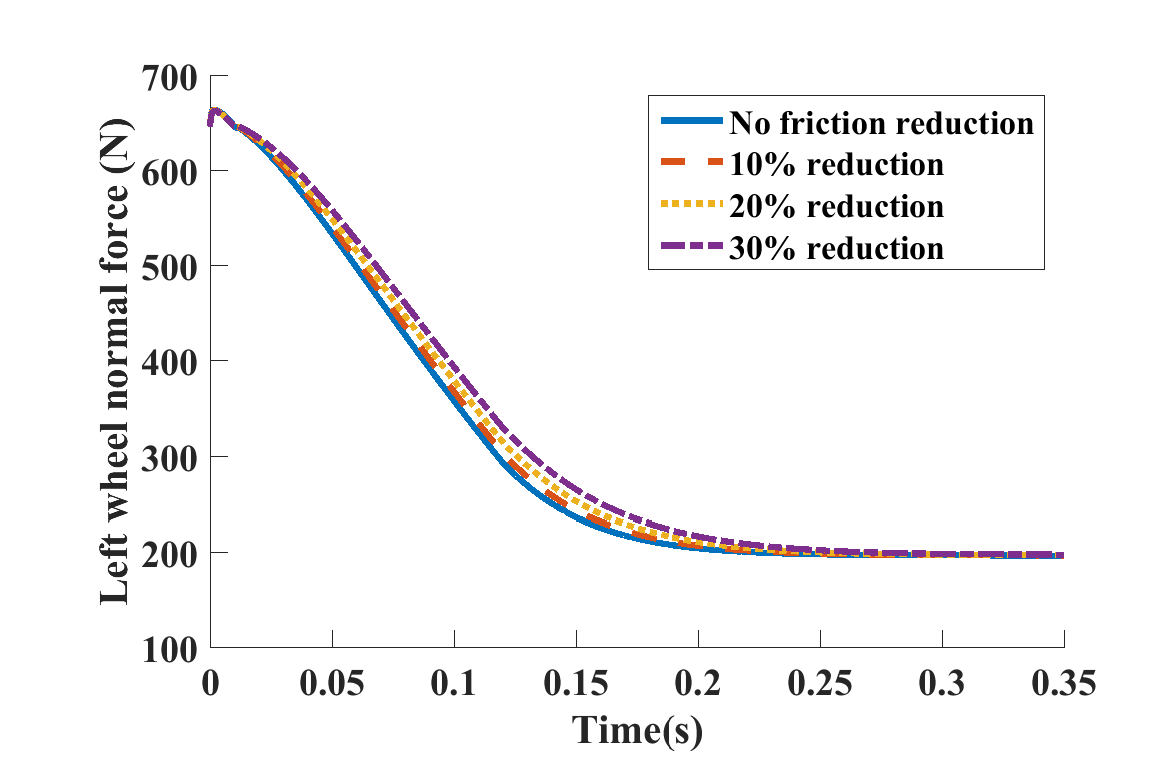 Left wheel normal force (N)
700
600
500
400
300
200
100
No friction reduction
10% reduction
20% reduction
30% reduction
0 0.05 0.1 0.15 0.2 0.25 0.3 0.35
Time(s)